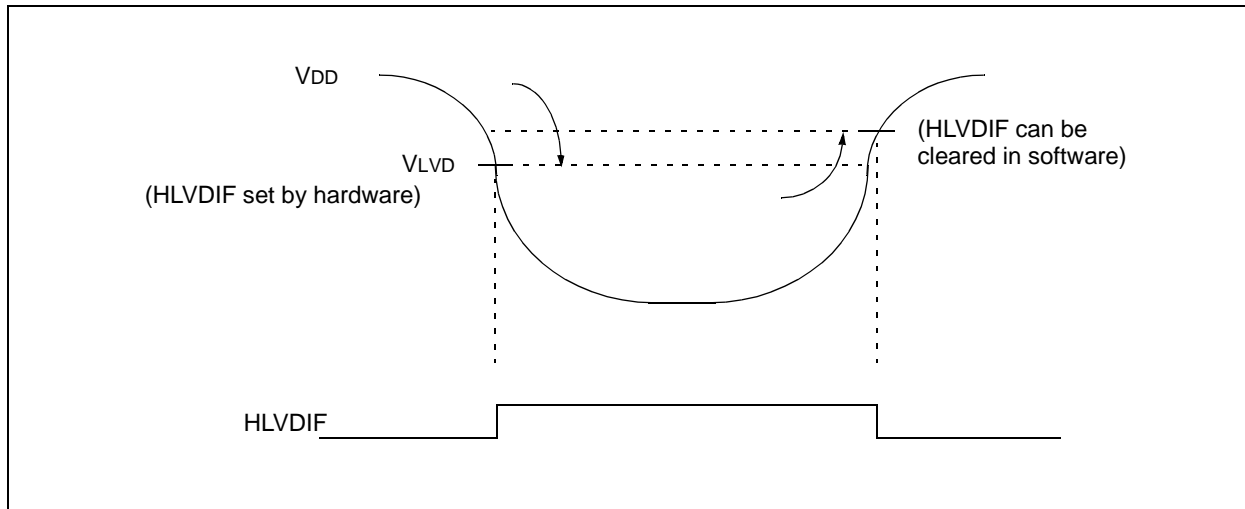 VDD
(HLVDIF can be
cleared in software)
VLVD
(HLVDIF set by hardware)
HLVDIF